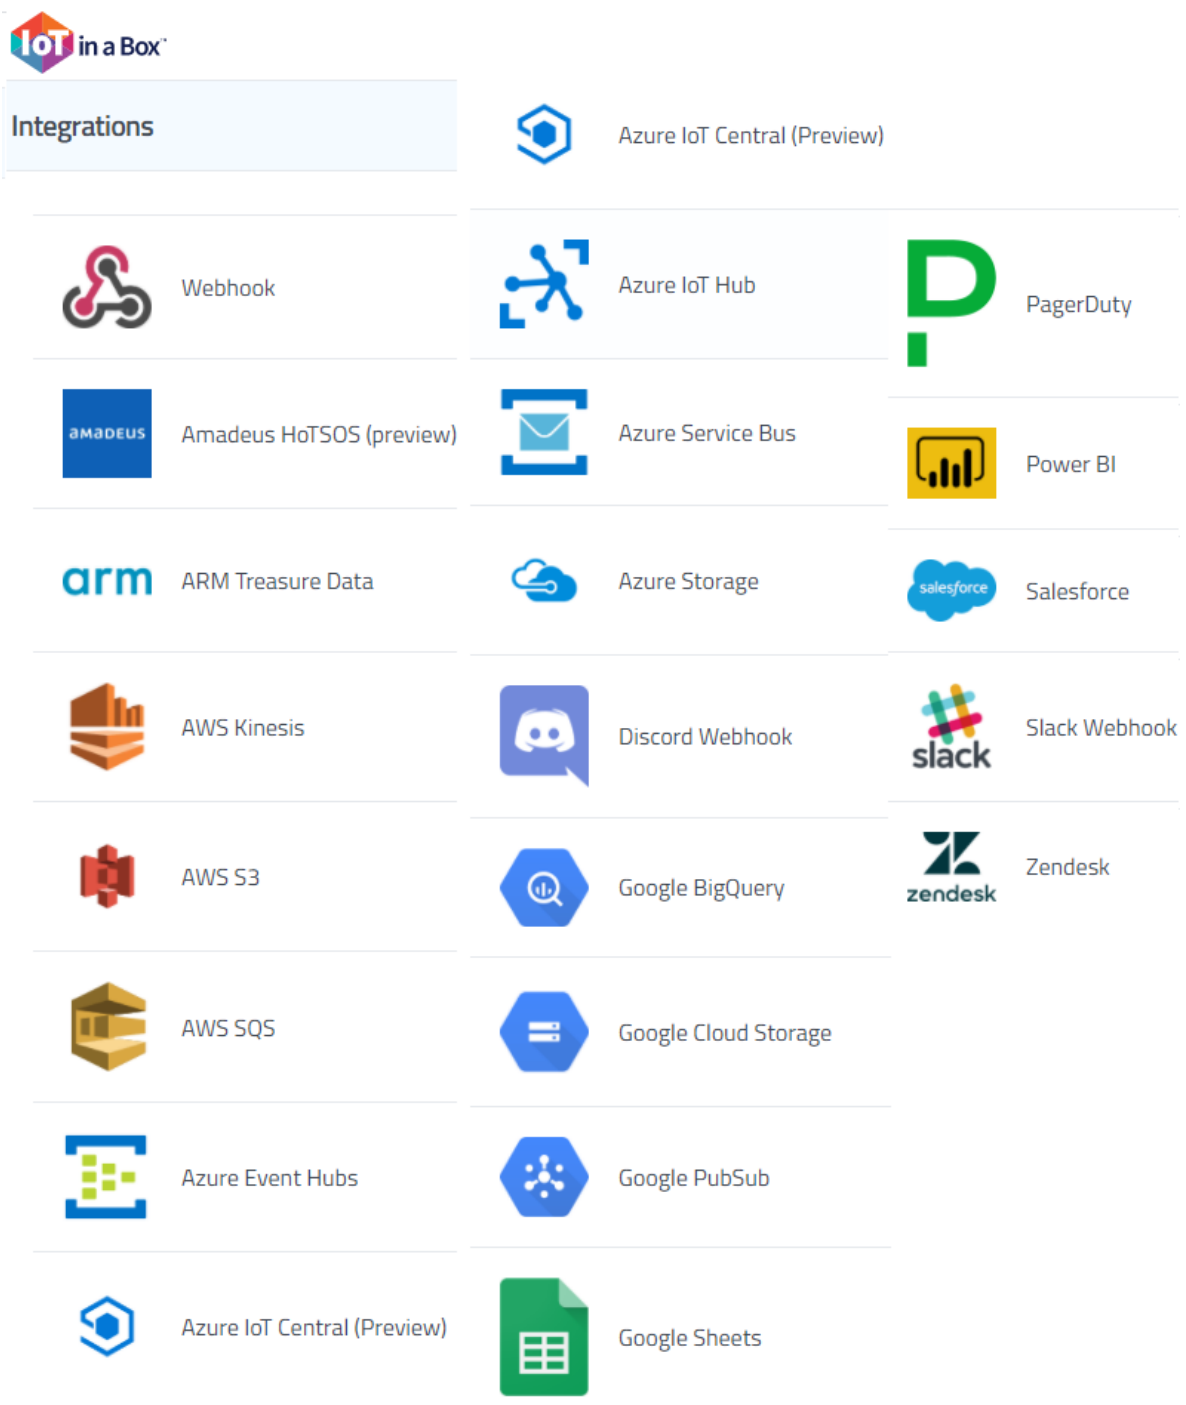 IoT in a Box™
Integrations
Webhook
amadeus
Amadeus HoTSOS (preview)
arm
ARM Treasure Data
AWS Kinesis
AWS S3
AWS SQS
Azure Event Hubs
Azure IoT Central (Preview)
Azure IoT Central (Preview)
Azure IoT Hub
Azure Service Bus
Azure Storage
Discord Webhook
Google BigQuery
Google Cloud Storage
Google PubSub
Google Sheets
PagerDuty
Power BI
salesforce
Salesforce
slack
Slack Webhook
zendesk
Zendesk